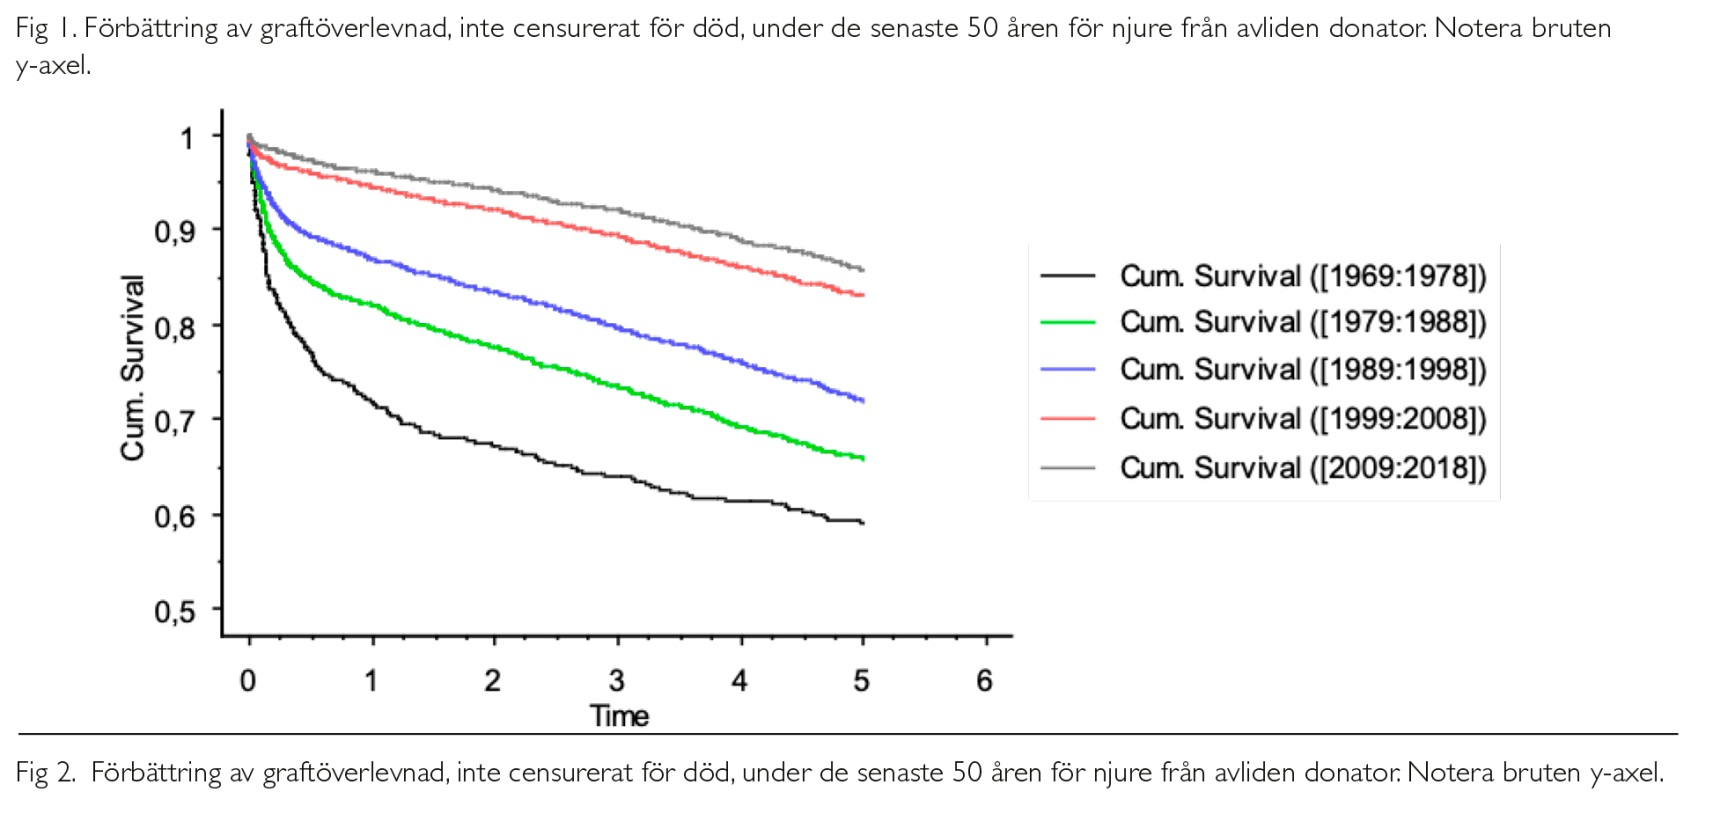 Fig 1. Förbättring av graftöverlevnad, inte censurerat för död, under de senaste 50 åren för njure från avliden donator. Notera bruten
y-axel.
1
0,9
0,8
0,7
0,6
0,5
Cum. Survival
0 1 2 3 4 5 6
Time
Cum. Survival ([1969:1978])
Cum. Survival ([1979:1988])
Cum. Survival ([1989:1998])
Cum. Survival ([1999:2008])
Cum. Survival ([2009:2018])
Fig 2. Förbättring av graftöverlevnad, inte censurerat för död, under de senaste 50 åren för njure från avliden donator. Notera bruten y-axel.